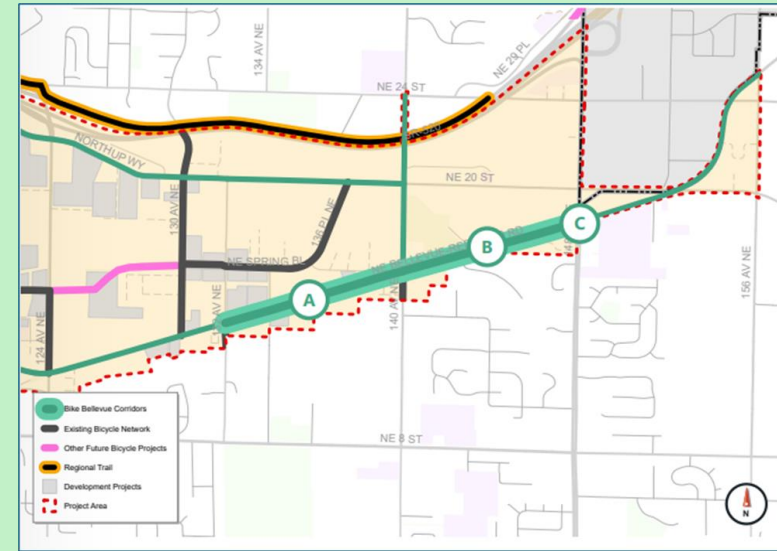 134 AV NE
NE 29 PL
NE 24 ST
NORTHUP WY
130 AV NE
NE 20 ST
136 PL NE
NE SPRING BL
A
B
C
124 AV NE
140 AV NE
156 AV NE
NE 8 ST
Bike Bellevue Corridors
Existing Bicycle Network
Other Future Bicycle Projects
Regional Trail
Development Projects
Project Area
N